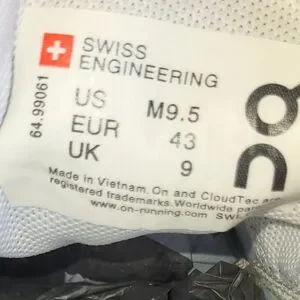 SWISS
ENGINEERING
US M9.5
EUR 43
UK 9
Made in Vietnam. On and CloudTec are
registered trademarks. Worldwide
www.on-running.com
64.99061
On